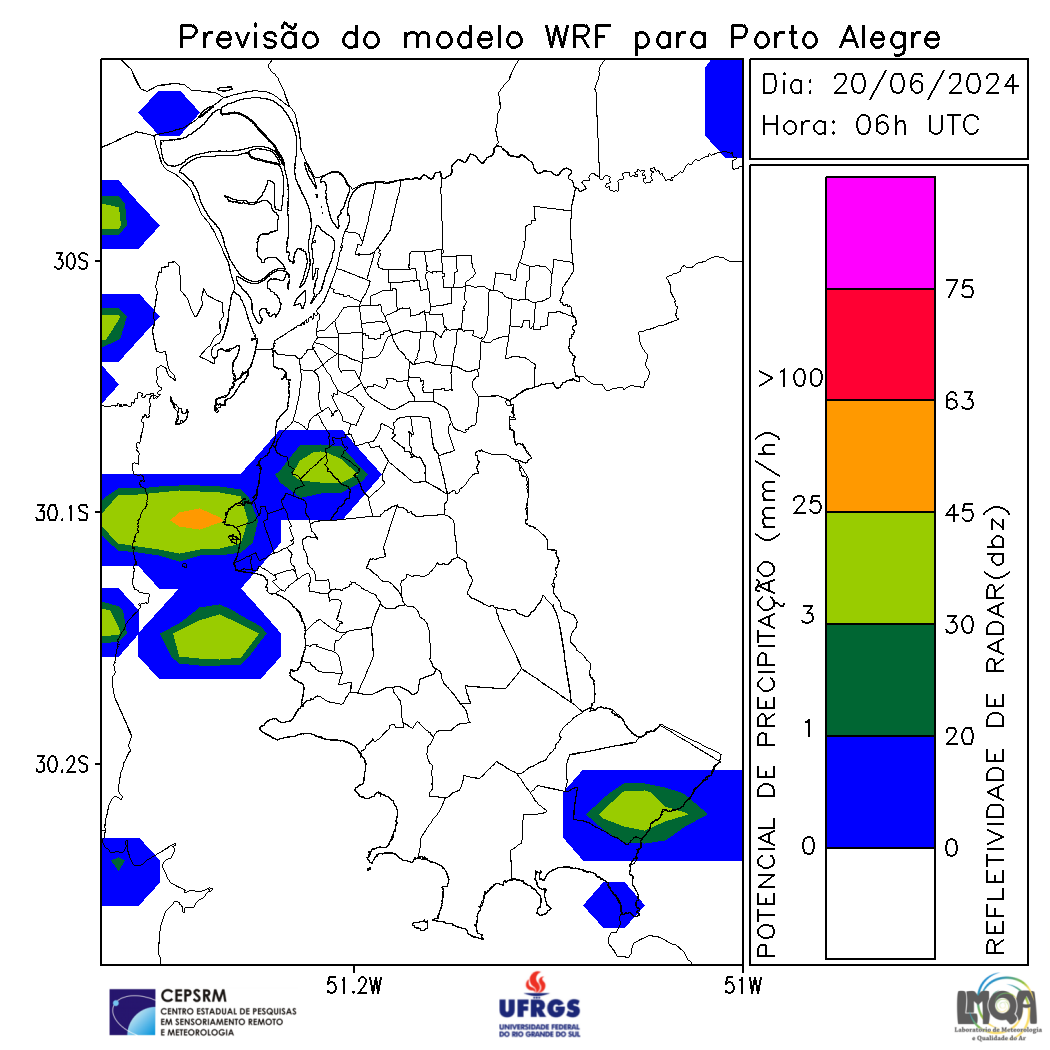 Previsão do modelo WRF para Porto Alegre
Dia: 20/06/2024
Hora: 06h UTC
30S
30.1S
30.2S
51.2W
51W
POTENCIAL DE PRECIPITAÇÃO (mm/h)
>100
25
3
1
0
75
63
45
30
20
0
REFLETIVIDADE DE RADAR(dbz)
CEPSRM
CENTRO ESTADUAL DE PESQUISAS
EM SENSORIAMENTO REMOTO
E METEOROLOGIA
UFRGS
UNIVERSIDADE FEDERAL
DO RIO GRANDE DO SUL
LMQA
Laboratório de Meteorologia
e Qualidade do Ar